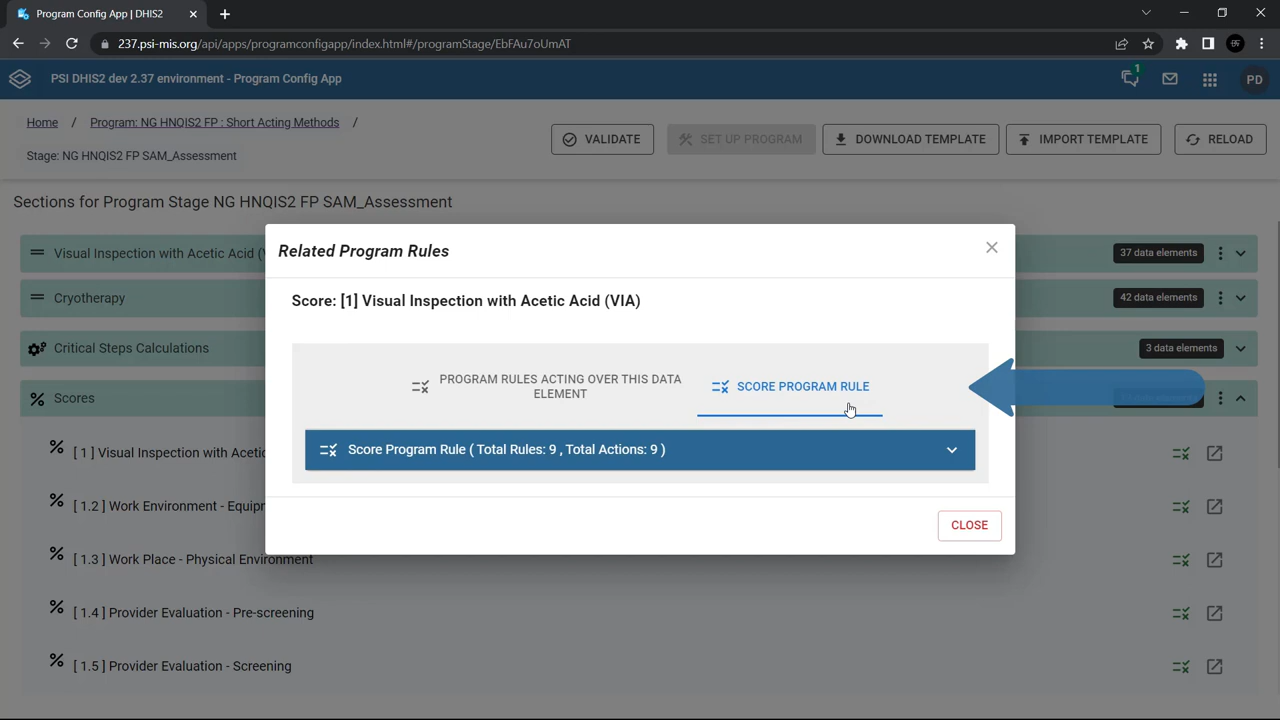 Program Config App | DHIS2
237.psi-mis.org/api/apps/programconfigapp/index.html#/programStage/EbFAu7oUmAT
PSI DHIS2 dev 2.37 environment - Program Config App
1
PD
Home / Program: NG HNQIS2 FP : Short Acting Methods /
Stage: NG HNQIS2 FP SAM_Assessment
VALIDATE
SET UP PROGRAM
DOWNLOAD TEMPLATE
IMPORT TEMPLATE
RELOAD
Sections for Program Stage NG HNQIS2 FP SAM_Assessment
Visual Inspection with Acetic Acid (
37 data elements
Cryotherapy
42 data elements
Critical Steps Calculations
3 data elements
Scores
data elements
Related Program Rules
Score: [1] Visual Inspection with Acetic Acid (VIA)
PROGRAM RULES ACTING OVER THIS DATA
ELEMENT
SCORE PROGRAM RULE
Score Program Rule ( Total Rules: 9 , Total Actions: 9 )
CLOSE
[ 1 ] Visual Inspection with Acetic
[ 1.2 ] Work Environment - Equip
[ 1.3 ] Work Place - Physical Environment
[ 1.4 ] Provider Evaluation - Pre-screening
[ 1.5 ] Provider Evaluation - Screening